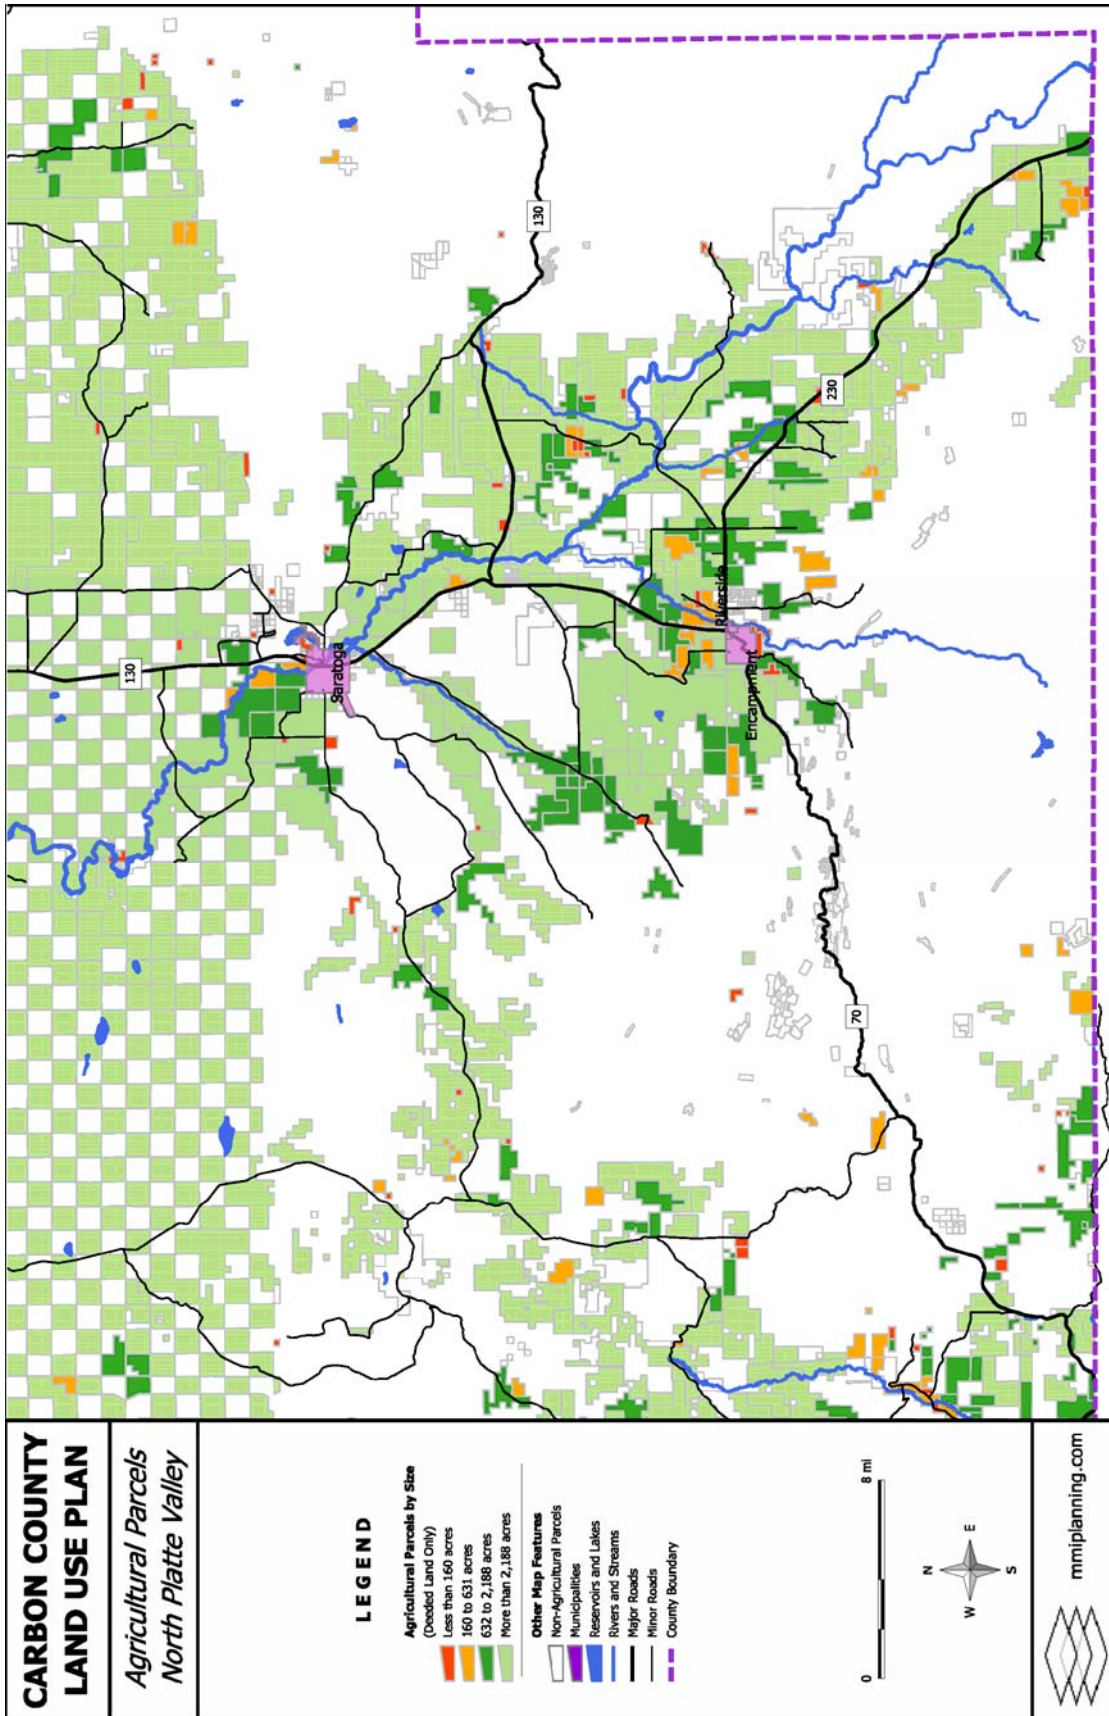 CARBON COUNTY
LAND USE PLAN
Agricultural Parcels
North Platte Valley
LEGEND
Agricultural Parcels by Size
(Deeded Land Only)
Less than 160 acres
160 to 631 acres
632 to 2,188 acres
More than 2,188 acres
Other Map Features
Non-Agricultural Parcels
Municipalities
Reservoirs and Lakes
Rivers and Streams
Major Roads
Minor Roads
County Boundary
0 8 mi
N
W E
S
mmiplanning.com
130
Saratoga
130
Riverside
Encampment
230
70